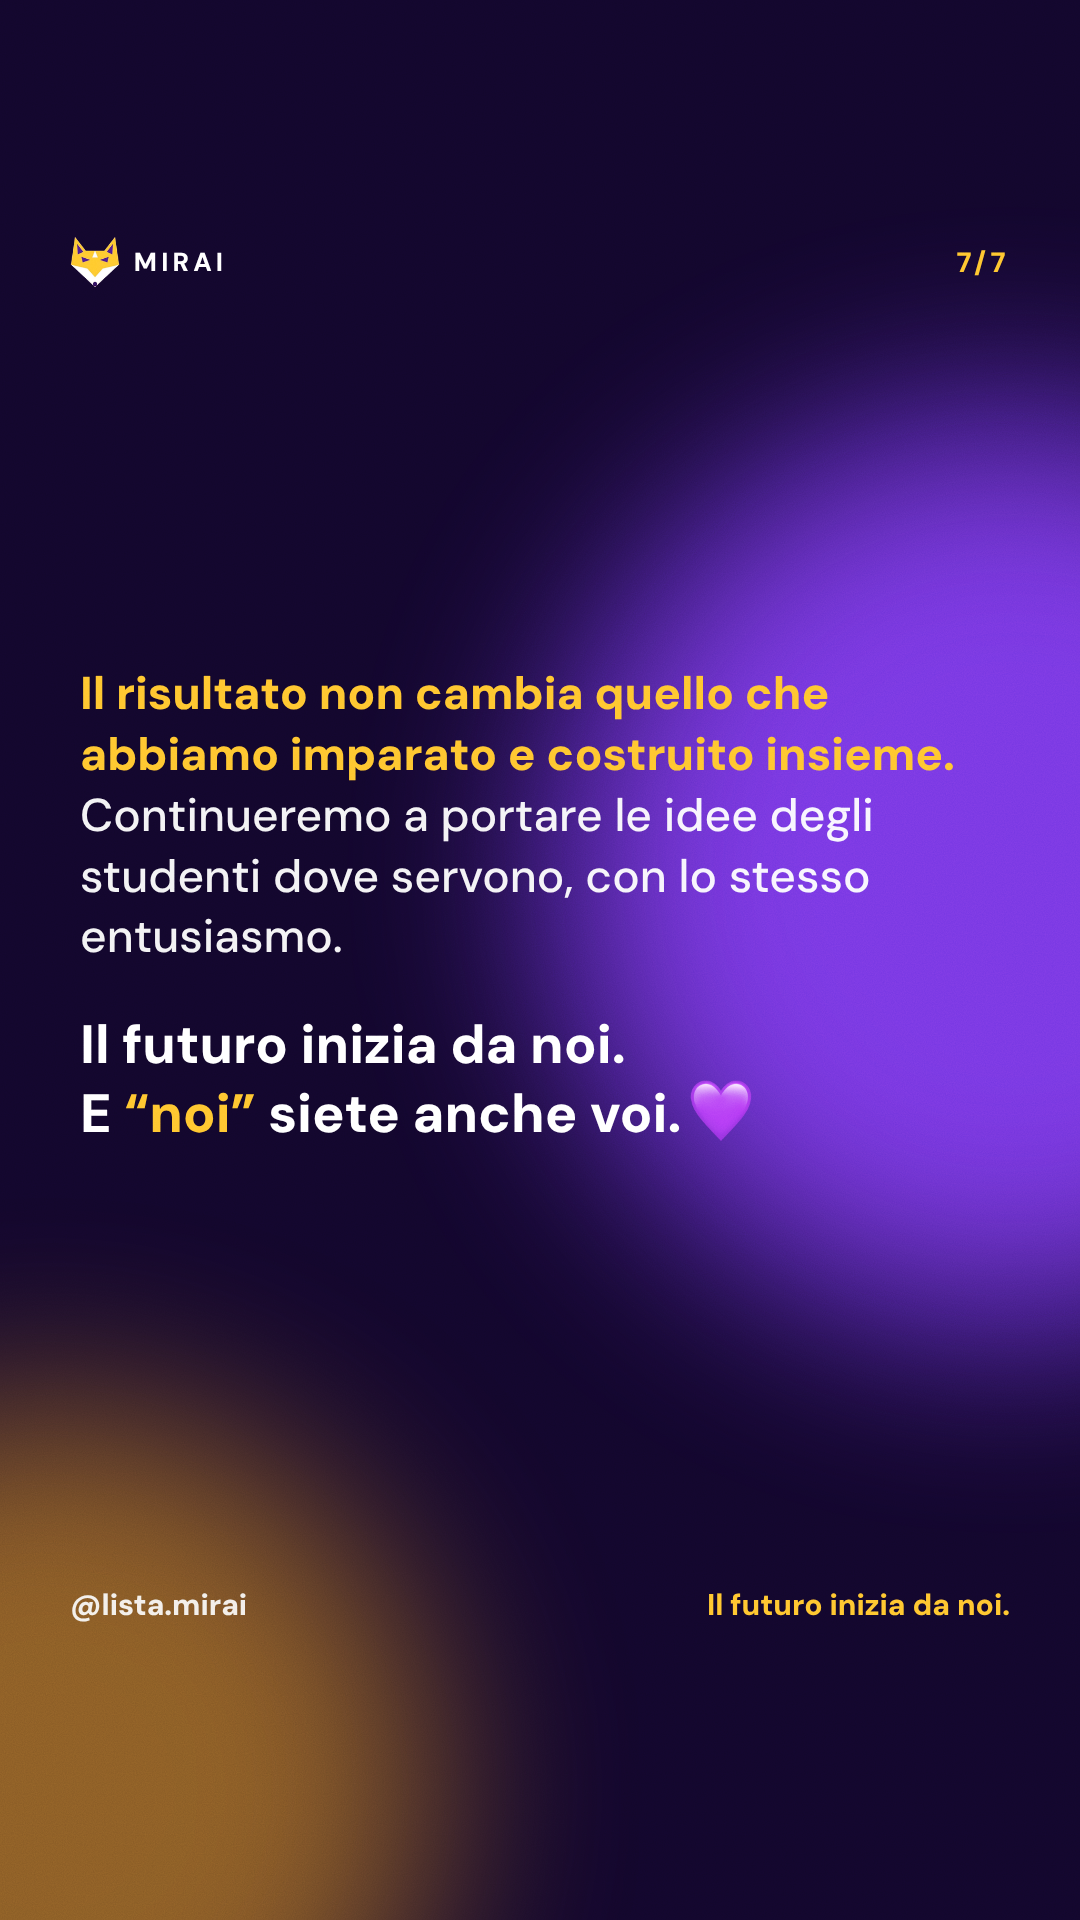 MIRAI
7/7
Il risultato non cambia quello che
abbiamo imparato e costruito insieme.
Continueremo a portare le idee degli
studenti dove servono, con lo stesso
entusiasmo.
Il futuro inizia da noi.
E “noi” siete anche voi. 💜
@lista.mirai
Il futuro inizia da noi.